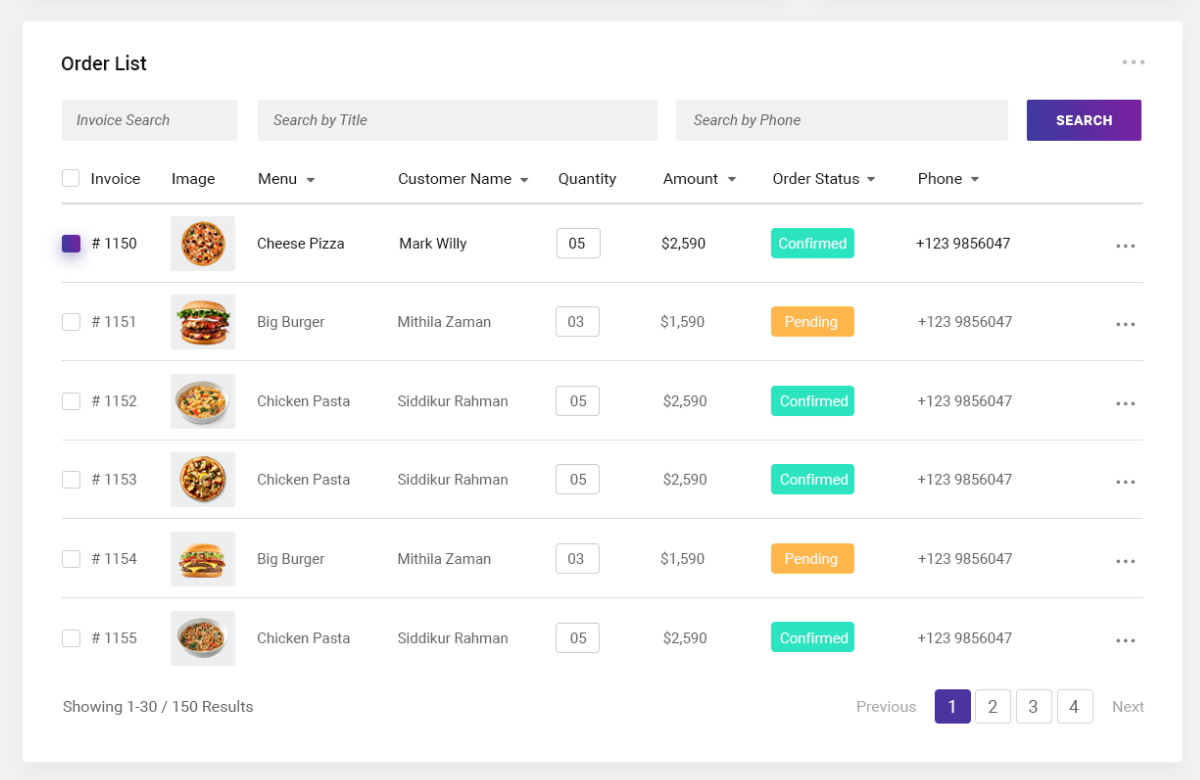 Order List
Invoice Search Search by Title Search by Phone SEARCH
Invoice Image Menu Customer Name Quantity Amount Order Status Phone
# 1150 Cheese Pizza Mark Willy 05 $2,590 Confirmed +123 9856047
# 1151 Big Burger Mithila Zaman 03 $1,590 Pending +123 9856047
# 1152 Chicken Pasta Siddikur Rahman 05 $2,590 Confirmed +123 9856047
# 1153 Chicken Pasta Siddikur Rahman 05 $2,590 Confirmed +123 9856047
# 1154 Big Burger Mithila Zaman 03 $1,590 Pending +123 9856047
# 1155 Chicken Pasta Siddikur Rahman 05 $2,590 Confirmed +123 9856047
Showing 1-30 / 150 Results Previous 1 2 3 4 Next